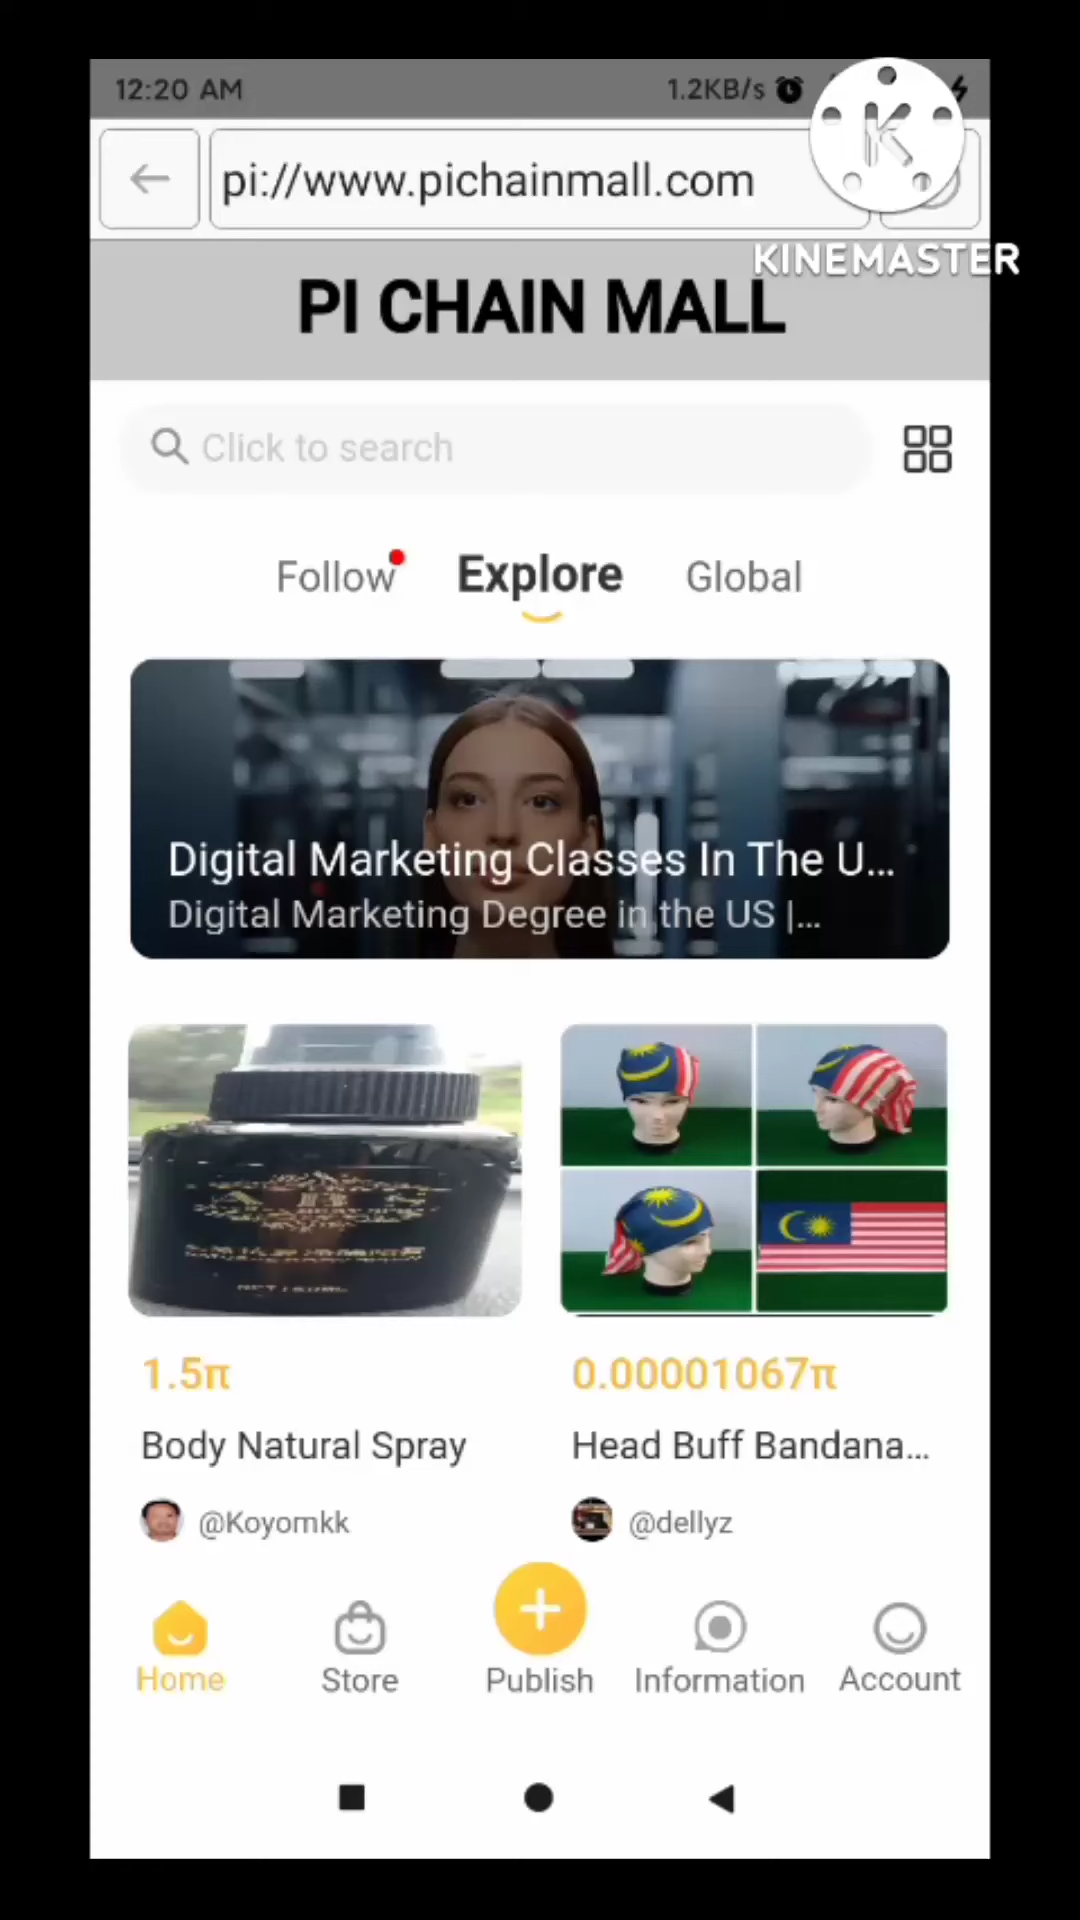 12:20 AM
1.2KB/s
pi://www.pichainmall.com
KINEMASTER
PI CHAIN MALL
Click to search
Follow
Explore
Global
Digital Marketing Classes In The U...
Digital Marketing Degree in the US |...
1.5π
0.00001067π
Body Natural Spray
Head Buff Bandana...
@Koyomkk
@dellyz
Home
Store
Publish
Information
Account